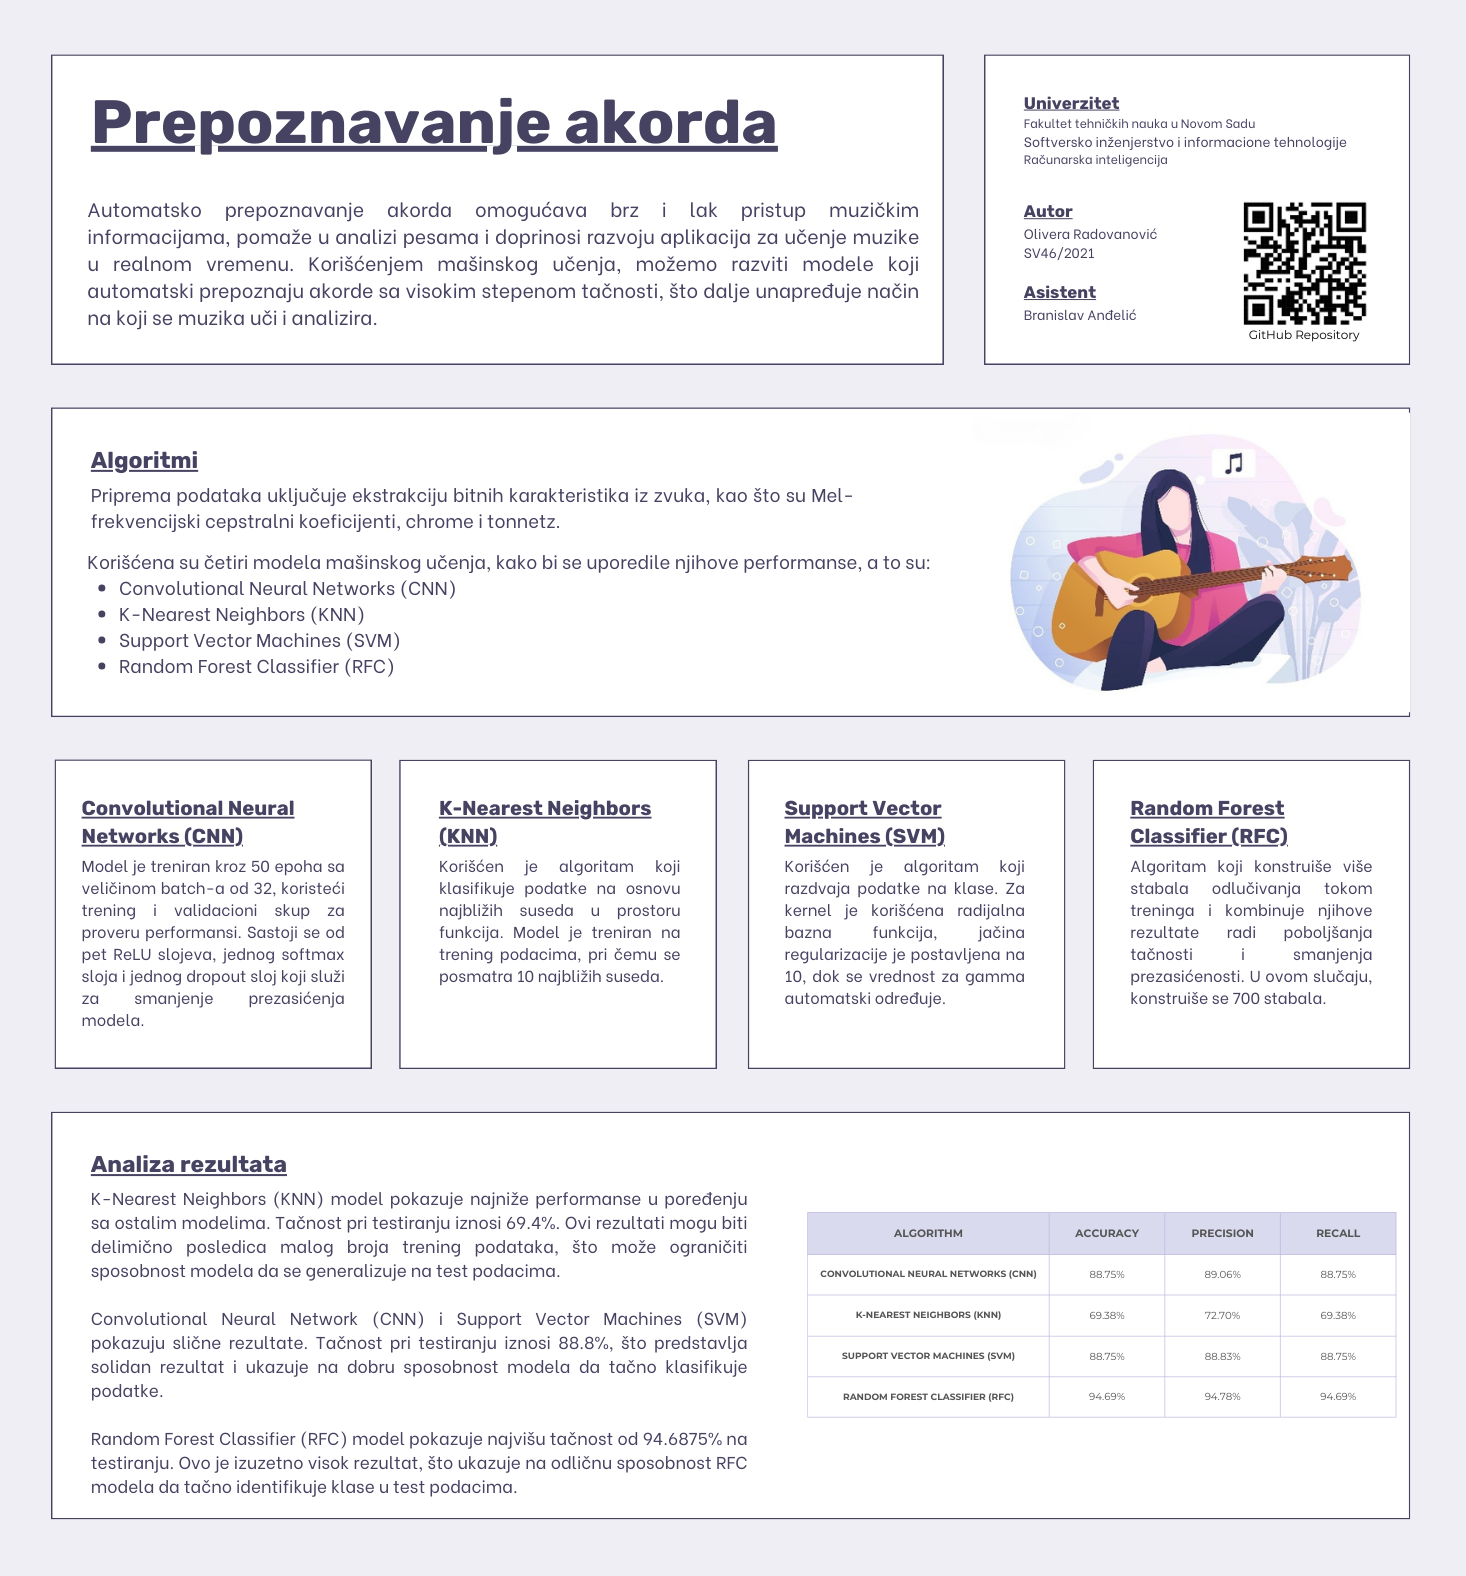 Prepoznavanje akorda
Automatsko prepoznavanje akorda omogućava brz i lak pristup muzičkim
informacijama, pomaže u analizi pesama i doprinosi razvoju aplikacija za učenje muzike
u realnom vremenu. Korišćenjem mašinskog učenja, možemo razviti modele koji
automatski prepoznaju akorde sa visokim stepenom tačnosti, što dalje unapređuje način
na koji se muzika uči i analizira.
Univerzitet
Fakultet tehničkih nauka u Novom Sadu
Softversko inženjerstvo i informacione tehnologije
Računarska inteligencija
Autor
Olivera Radovanović
SV46/2021
Asistent
Branislav Anđelić
GitHub Repository
Algoritmi
Priprema podataka uključuje ekstrakciju bitnih karakteristika iz zvuka, kao što su Mel-
frekvencijski cepstralni koeficijenti, chrome i tonnetz.
Korišćena su četiri modela mašinskog učenja, kako bi se uporedile njihove performanse, a to su:
• Convolutional Neural Networks (CNN)
• K-Nearest Neighbors (KNN)
• Support Vector Machines (SVM)
• Random Forest Classifier (RFC)
Convolutional Neural
Networks (CNN)
Model je treniran kroz 50 epoha sa
veličinom batch-a od 32, koristeći
trening i validacioni skup za
proveru performansi. Sastoji se od
pet ReLU slojeva, jednog softmax
sloja i jednog dropout sloj koji služi
za smanjenje prezasićenja
modela.
K-Nearest Neighbors
(KNN)
Korišćen je algoritam koji
klasifikuje podatke na osnovu
najbližih suseda u prostoru
funkcija. Model je treniran na
trening podacima, pri čemu se
posmatra 10 najbližih suseda.
Support Vector
Machines (SVM)
Korišćen je algoritam koji
razdvaja podatke na klase. Za
kernel je korišćena radijalna
bazna funkcija, jačina
regularizacije je postavljena na
10, dok se vrednost za gamma
automatski određuje.
Random Forest
Classifier (RFC)
Algoritam koji konstruiše više
stabala odlučivanja tokom
treninga i kombinuje njihove
rezultate radi poboljšanja
tačnosti i smanjenja
prezasićenosti. U ovom slučaju,
konstruiše se 700 stabala.
Analiza rezultata
K-Nearest Neighbors (KNN) model pokazuje najniže performanse u poređenju
sa ostalim modelima. Tačnost pri testiranju iznosi 69.4%. Ovi rezultati mogu biti
delimično posledica malog broja trening podataka, što može ograničiti
sposobnost modela da se generalizuje na test podacima.
Convolutional Neural Network (CNN) i Support Vector Machines (SVM)
pokazuju slične rezultate. Tačnost pri testiranju iznosi 88.8%, što predstavlja
solidan rezultat i ukazuje na dobru sposobnost modela da tačno klasifikuje
podatke.
Random Forest Classifier (RFC) model pokazuje najvišu tačnost od 94.6875% na
testiranju. Ovo je izuzetno visok rezultat, što ukazuje na odličnu sposobnost RFC
modela da tačno identifikuje klase u test podacima.
ALGORITHM ACCURACY PRECISION RECALL
CONVOLUTIONAL NEURAL NETWORKS (CNN) 88.75% 89.06% 88.75%
K-NEAREST NEIGHBORS (KNN) 69.38% 72.70% 69.38%
SUPPORT VECTOR MACHINES (SVM) 88.75% 88.83% 88.75%
RANDOM FOREST CLASSIFIER (RFC) 94.69% 94.78% 94.69%